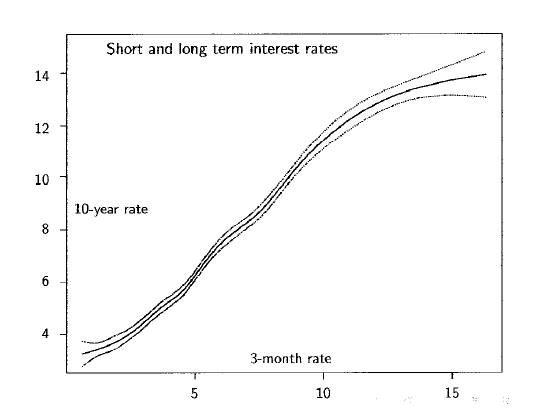 Short and long term interest rates
14
12
10
10-year rate
8
6
4
3-month rate
5 10 15